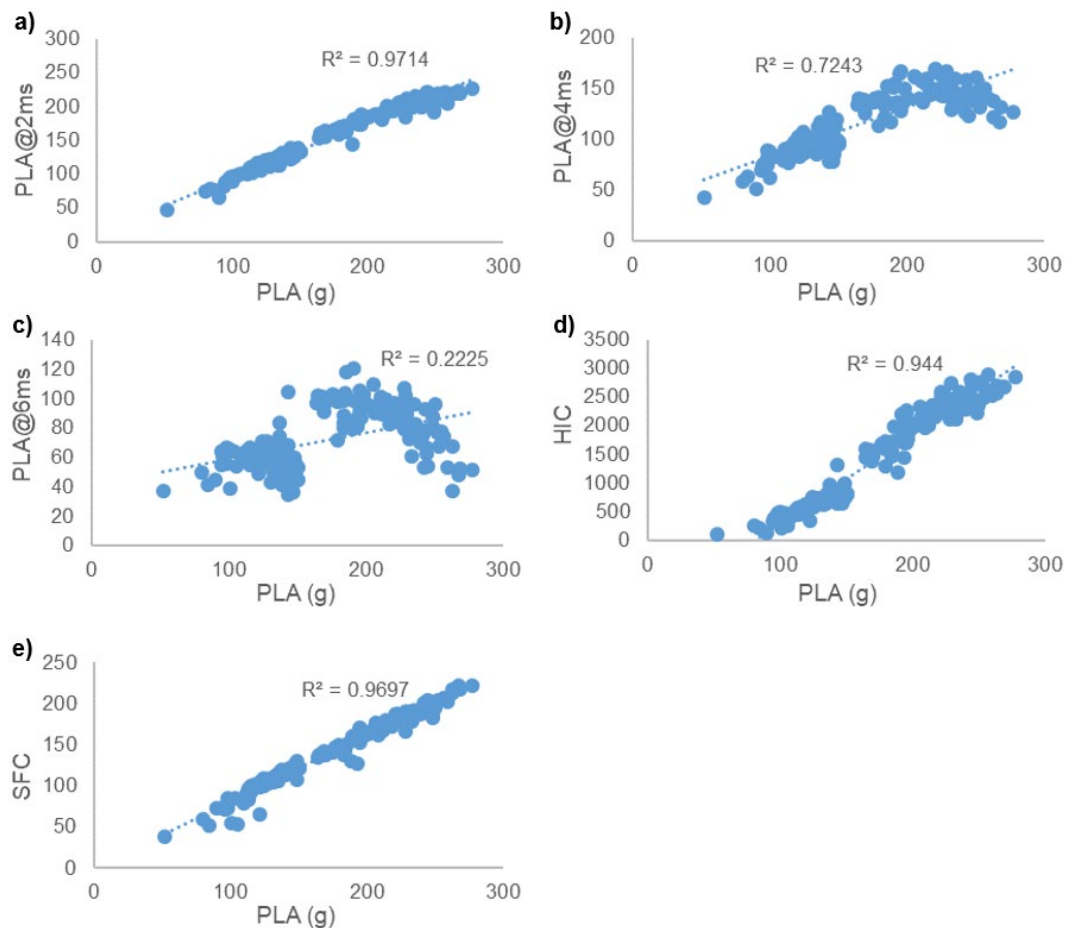 a)
300
250
200
150
100
50
0
PLA@2ms
R² = 0.9714
0 100 200 300
PLA (g)
b)
200
150
100
50
0
PLA@4ms
R² = 0.7243
0 100 200 300
PLA (g)
c)
140
120
100
80
60
40
20
0
PLA@6ms
R² = 0.2225
0 100 200 300
PLA (g)
d)
3500
3000
2500
2000
1500
1000
500
0
HIC
R² = 0.944
0 100 200 300
PLA (g)
e)
250
200
150
100
50
0
SFC
R² = 0.9697
0 100 200 300
PLA (g)